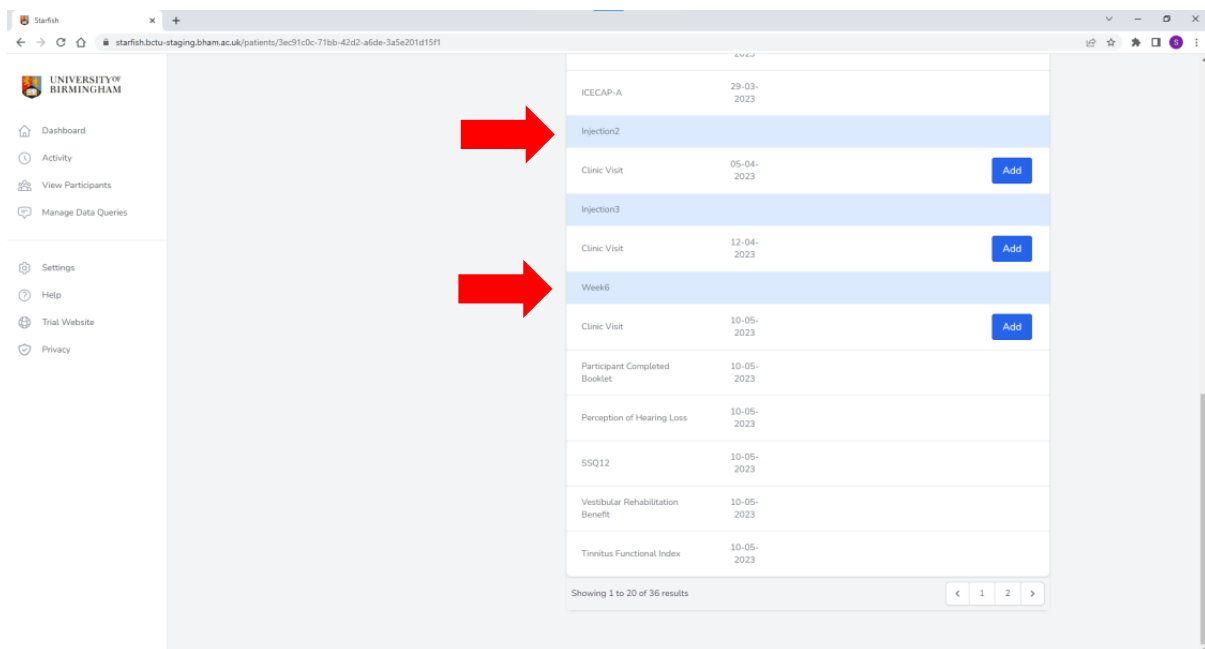 Starfish
starfish.bctu-staging.bham.ac.uk/patients/3ec91c0c-71bb-42d2-a6de-3a5e201d15f1
S
UNIVERSITY OF
BIRMINGHAM
Dashboard
Activity
View Participants
Manage Data Queries
Settings
Help
Trial Website
Privacy
2023
ICECAP-A
29-03-
2023
Injection2
Clinic Visit
05-04-
2023
Add
Injection3
Clinic Visit
12-04-
2023
Add
Week6
Clinic Visit
10-05-
2023
Add
Participant Completed
Booklet
10-05-
2023
Perception of Hearing Loss
10-05-
2023
SSQ12
10-05-
2023
Vestibular Rehabilitation
Benefit
10-05-
2023
Tinnitus Functional Index
10-05-
2023
Showing 1 to 20 of 36 results
1 2